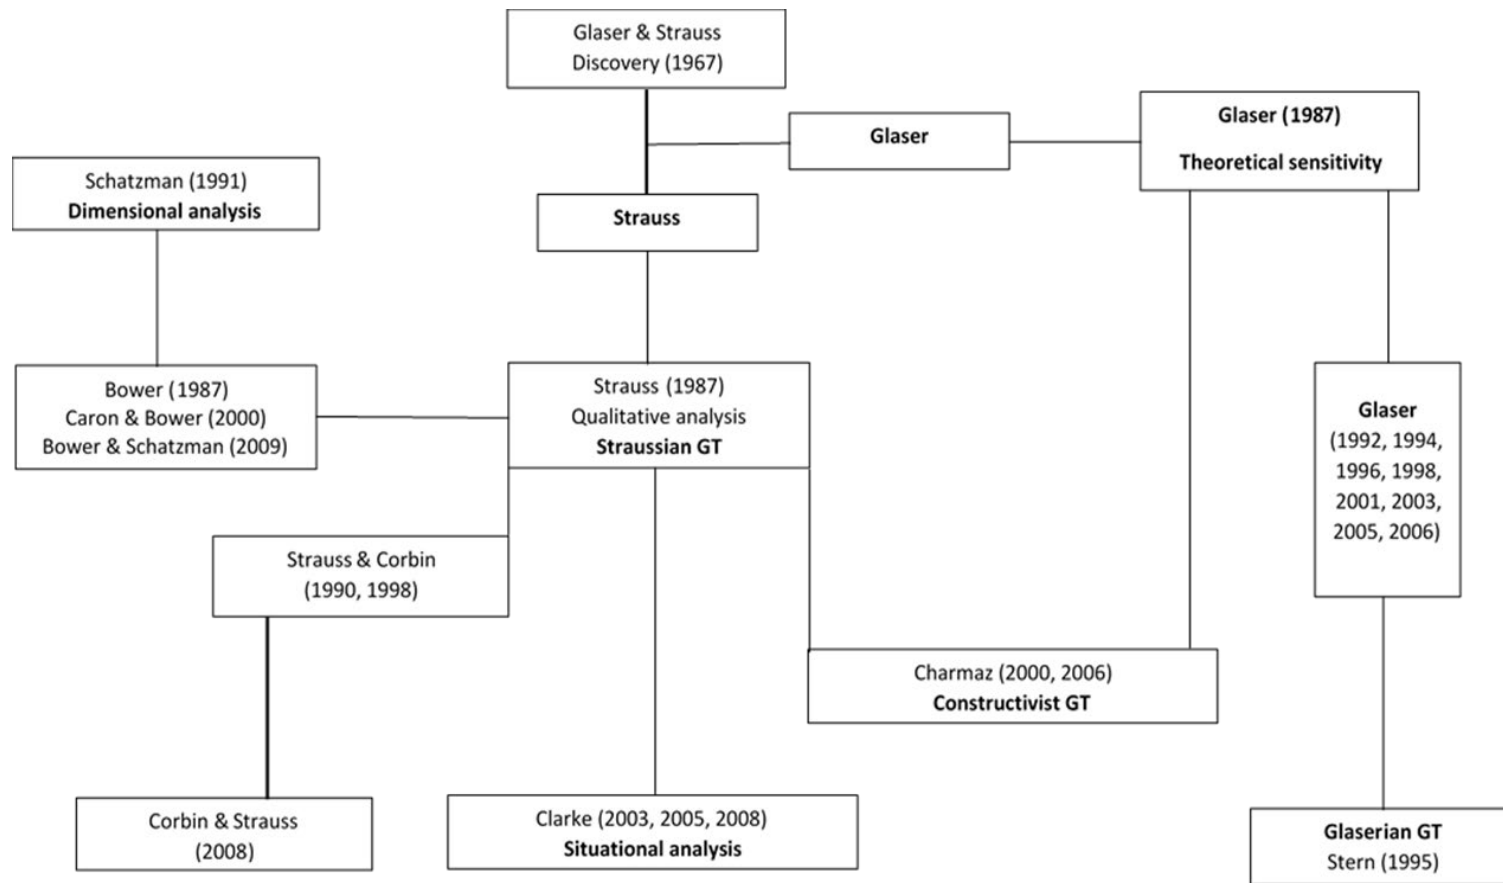 Glaser & Strauss
Discovery (1967)
Glaser
Glaser (1987)
Theoretical sensitivity
Schatzman (1991)
Dimensional analysis
Strauss
Bower (1987)
Caron & Bower (2000)
Bower & Schatzman (2009)
Strauss (1987)
Qualitative analysis
Straussian GT
Glaser
(1992, 1994,
1996, 1998,
2001, 2003,
2005, 2006)
Strauss & Corbin
(1990, 1998)
Charmaz (2000, 2006)
Constructivist GT
Corbin & Strauss
(2008)
Clarke (2003, 2005, 2008)
Situational analysis
Glaserian GT
Stern (1995)